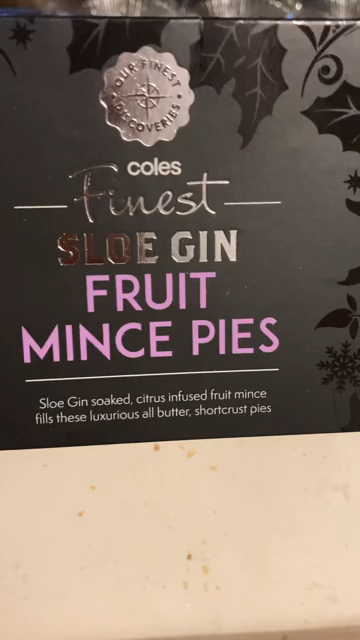 OUR FINEST
DISCOVERIES
coles
Finest
SLOE GIN
FRUIT
MINCE PIES
Sloe Gin soaked, citrus infused fruit mince
fills these luxurious all butter, shortcrust pies